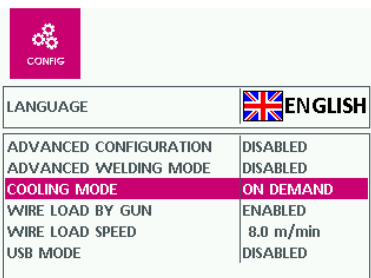 CONFIG
LANGUAGE ENGLISH
ADVANCED CONFIGURATION DISABLED
ADVANCED WELDING MODE DISABLED
COOLING MODE ON DEMAND
WIRE LOAD BY GUN ENABLED
WIRE LOAD SPEED 8.0 m/min
USB MODE DISABLED